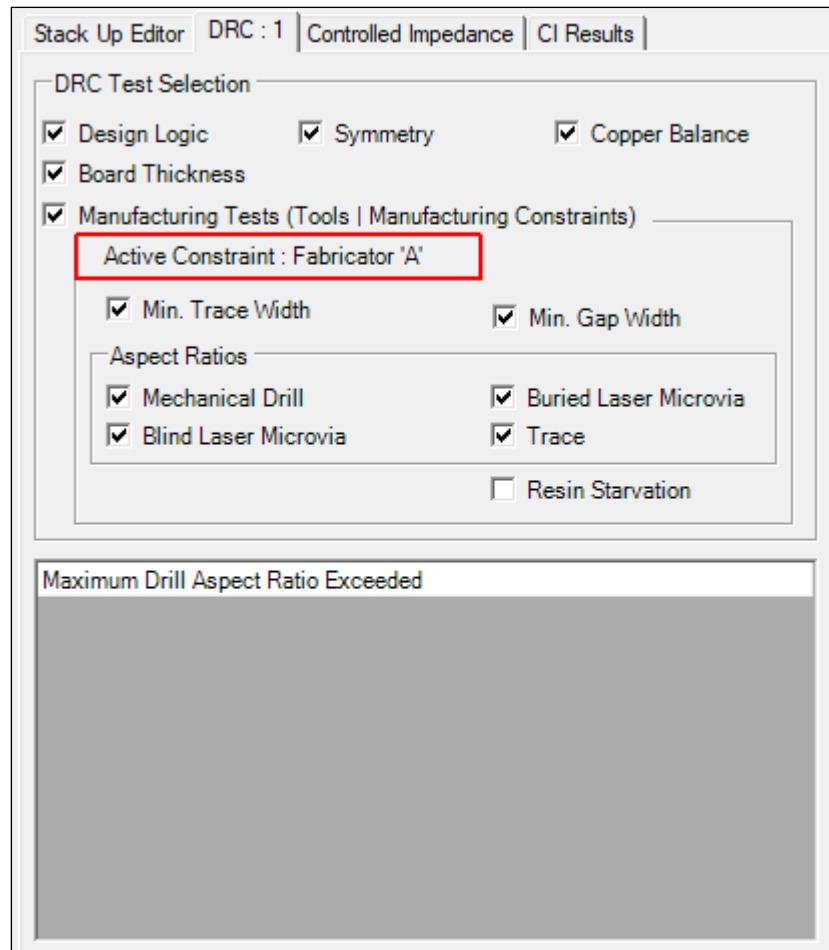 Stack Up Editor DRC : 1 Controlled Impedance CI Results
DRC Test Selection
Design Logic Symmetry Copper Balance
Board Thickness
Manufacturing Tests (Tools | Manufacturing Constraints)
Active Constraint : Fabricator 'A'
Min. Trace Width Min. Gap Width
Aspect Ratios
Mechanical Drill Buried Laser Microvia
Blind Laser Microvia Trace
Resin Starvation
Maximum Drill Aspect Ratio Exceeded